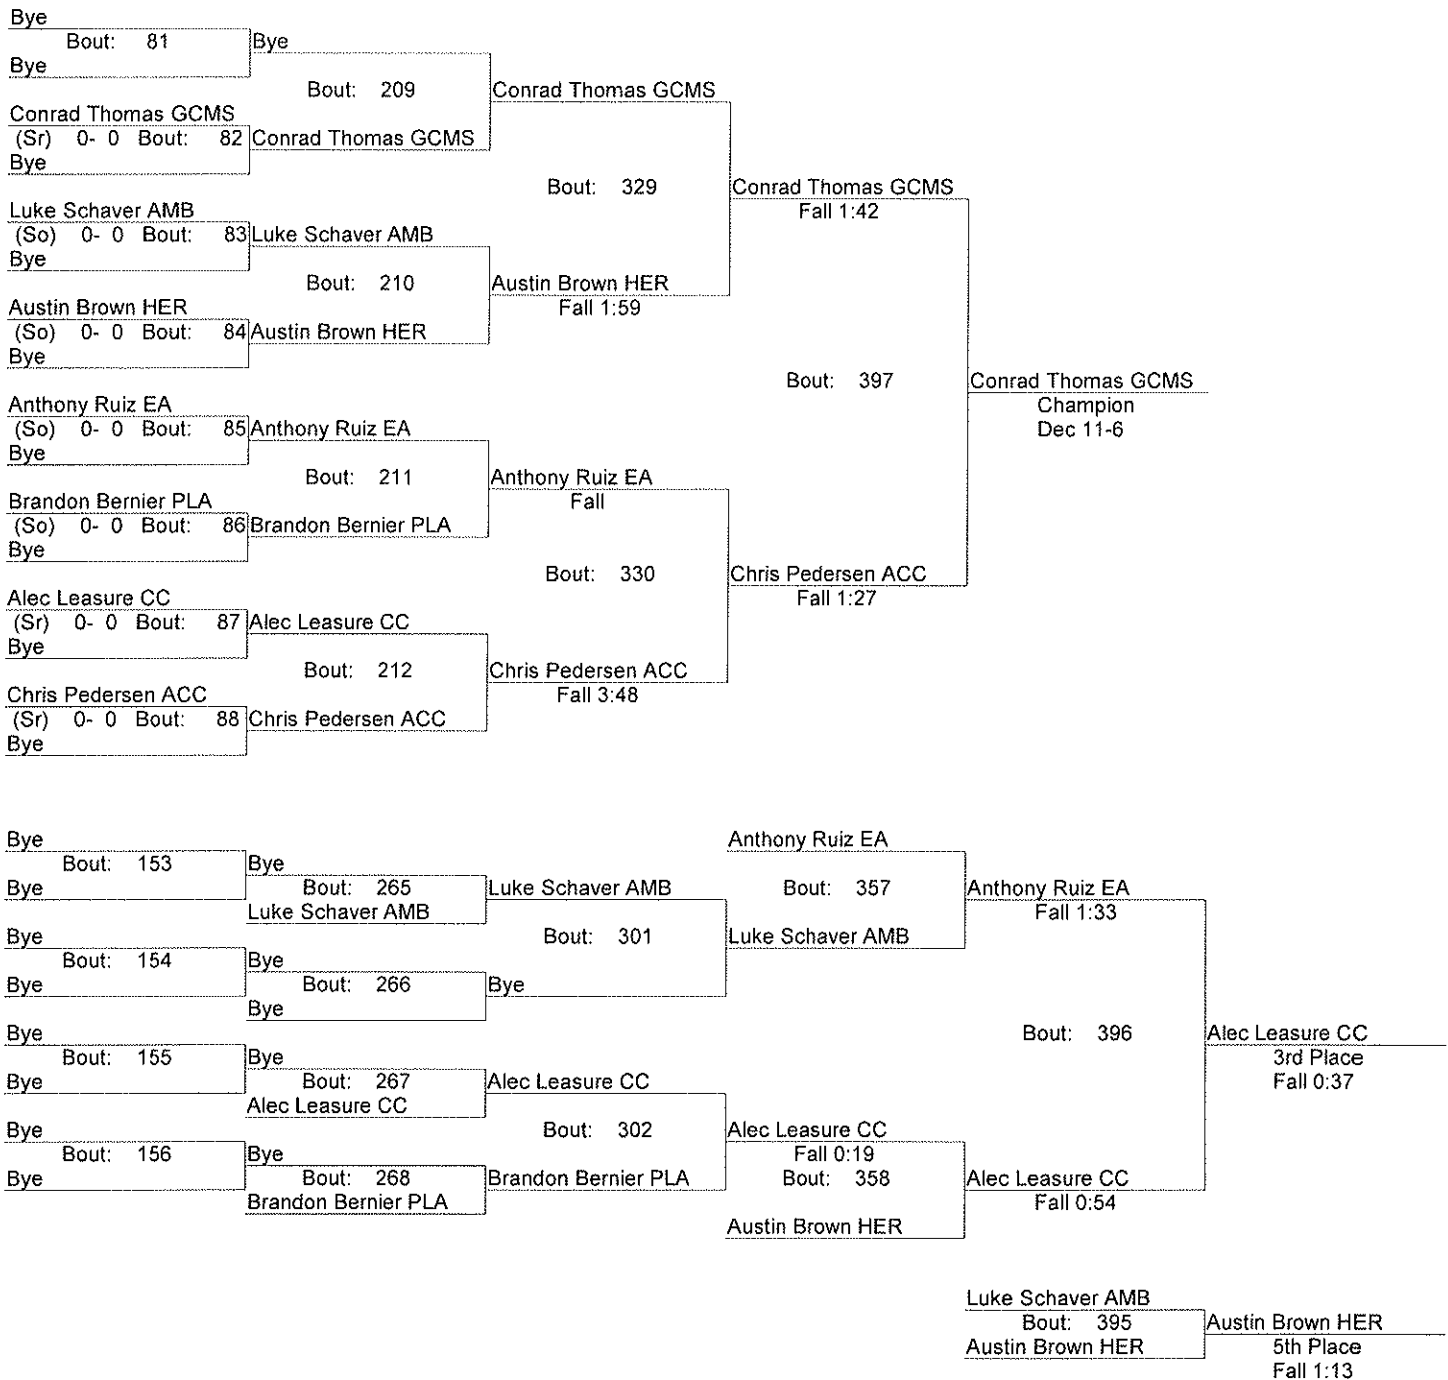 Bye
Bout: 81 Bye
Bye
Bout: 209 Conrad Thomas GCMS
Conrad Thomas GCMS
(Sr) 0- 0 Bout: 82 Conrad Thomas GCMS
Bye
Bout: 329 Conrad Thomas GCMS
Luke Schaver AMB Fall 1:42
(So) 0- 0 Bout: 83 Luke Schaver AMB
Bye
Bout: 210 Austin Brown HER
Austin Brown HER Fall 1:59
(So) 0- 0 Bout: 84 Austin Brown HER
Bye
Bout: 397 Conrad Thomas GCMS
Anthony Ruiz EA Champion
(So) 0- 0 Bout: 85 Anthony Ruiz EA Dec 11-6
Bye
Bout: 211 Anthony Ruiz EA
Brandon Bernier PLA Fall
(So) 0- 0 Bout: 86 Brandon Bernier PLA
Bye
Bout: 330 Chris Pedersen ACC
Alec Leasure CC Fall 1:27
(Sr) 0- 0 Bout: 87 Alec Leasure CC
Bye
Bout: 212 Chris Pedersen ACC
Chris Pedersen ACC Fall 3:48
(Sr) 0- 0 Bout: 88 Chris Pedersen ACC
Bye
Bye Anthony Ruiz EA
Bout: 153 Bye
Bye Bout: 265 Luke Schaver AMB Bout: 357 Anthony Ruiz EA
Luke Schaver AMB Fall 1:33
Bye Bout: 301 Luke Schaver AMB
Bout: 154 Bye
Bye Bout: 266 Bye
Bye
Bye Bout: 396 Alec Leasure CC
Bout: 155 Bye 3rd Place
Bye Bout: 267 Alec Leasure CC Fall 0:37
Alec Leasure CC
Bye Bout: 302 Alec Leasure CC
Bout: 156 Bye Fall 0:19
Bye Bout: 268 Brandon Bernier PLA Bout: 358 Alec Leasure CC
Brandon Bernier PLA Fall 0:54
Austin Brown HER
Luke Schaver AMB
Bout: 395 Austin Brown HER
Austin Brown HER 5th Place
Fall 1:13